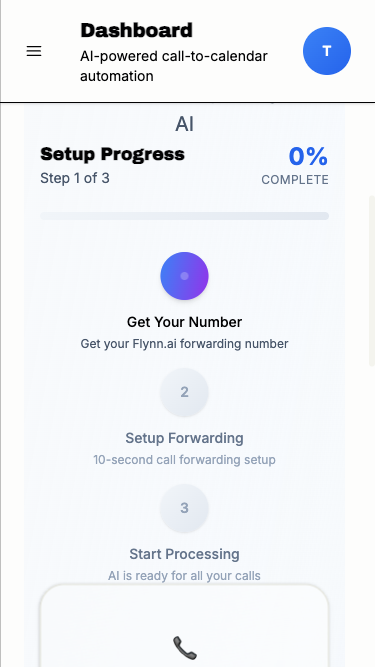 Dashboard
AI-powered call-to-calendar
automation
T
AI
Setup Progress
0%
Step 1 of 3
COMPLETE
Get Your Number
Get your Flynn.ai forwarding number
2
Setup Forwarding
10-second call forwarding setup
3
Start Processing
AI is ready for all your calls